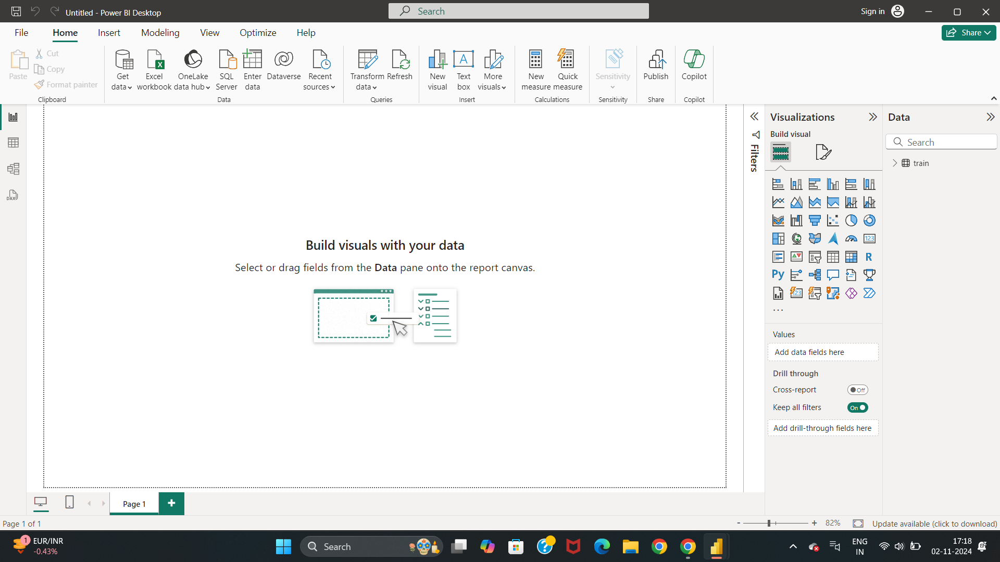 Untitled - Power BI Desktop
Search
Sign in
File
Home
Insert
Modeling
View
Optimize
Help
Share
Paste
Cut
Copy
Format painter
Clipboard
Get data
Excel workbook
OneLake data hub
SQL Server
Enter data
Dataverse
Recent sources
Data
Transform data
Refresh
Queries
New visual
Text box
More visuals
Insert
New measure
Quick measure
Calculations
Sensitivity
Sensitivity
Publish
Share
Copilot
Copilot
DAX
Build visuals with your data
Select or drag fields from the Data pane onto the report canvas.
Filters
Visualizations
Build visual
123
R
Py
123
...
Values
Add data fields here
Drill through
Cross-report
Off
Keep all filters
On
Add drill-through fields here
Data
Search
train
Page 1
+
Page 1 of 1
- + 82%
Update available (click to download)
1
EUR/INR
-0.43%
Search
ENG
IN
17:18
02-11-2024